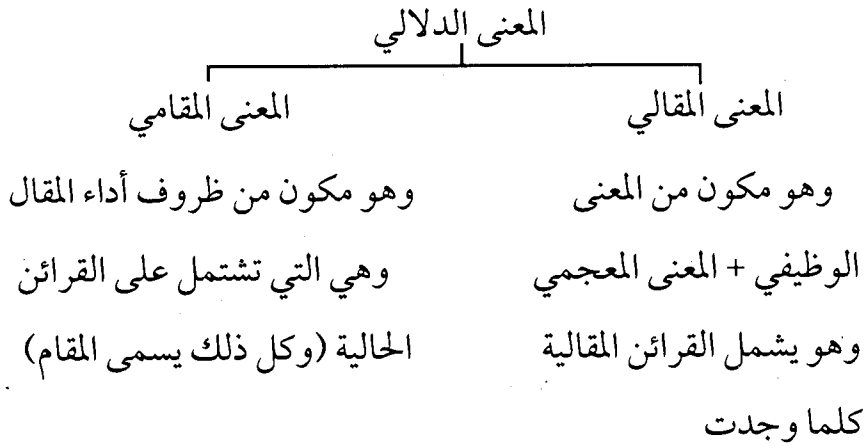 المعنى الدلالي
المعنى المقالي
وهو مكون من المعنى
الوظيفي + المعنى المعجمي
وهو يشمل القرائن المقالية
كلما وجدت
المعنى المقامي
وهو مكون من ظروف أداء المقال
وهي التي تشتمل على القرائن
الحالية (وكل ذلك يسمى المقام)